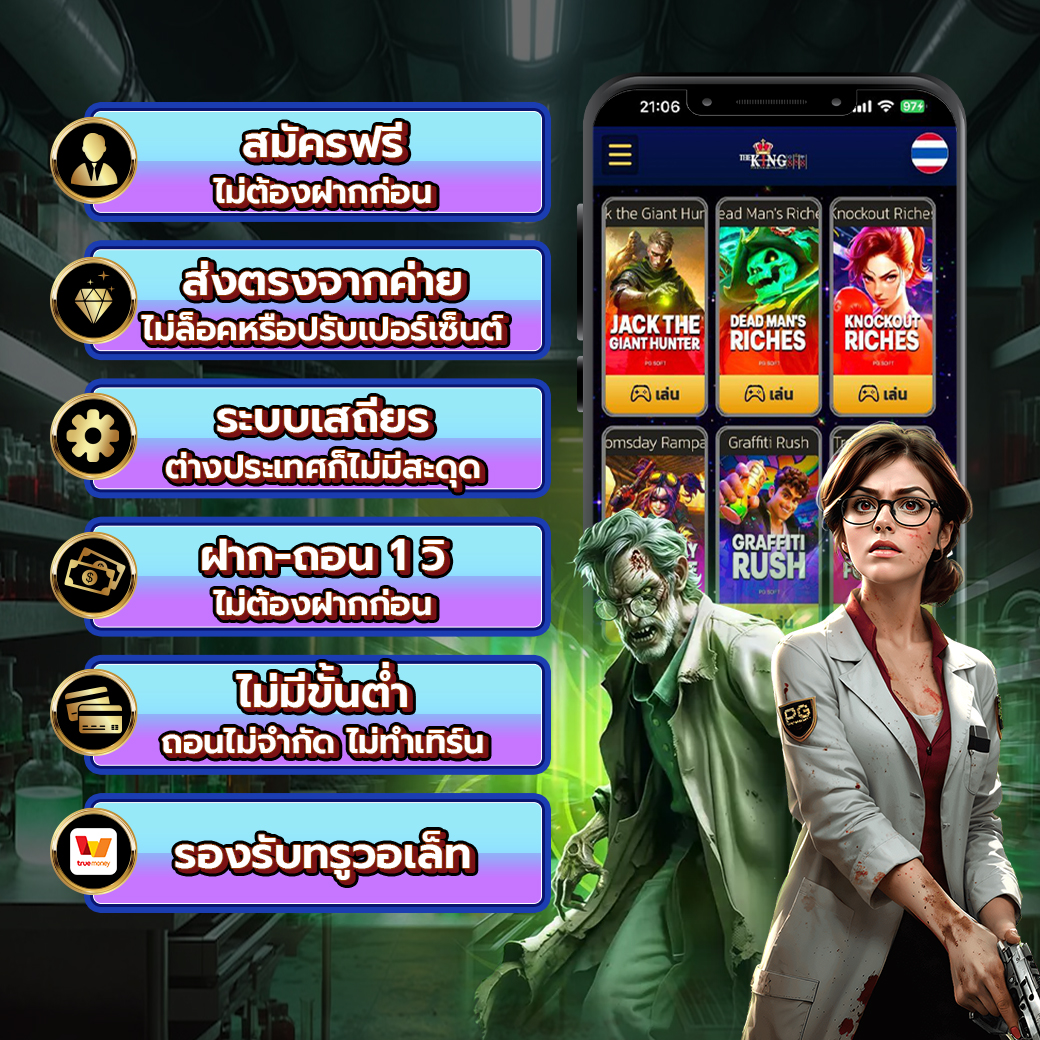 สมัครฟรี
ไม่ต้องฝากก่อน
ส่งตรงจากค่าย
ไม่ล็อคหรือปรับเปอร์เซ็นต์
ระบบเสถียร
ต่างประเทศก็ไม่มีสะดุด
ฝาก-ถอน 1 วิ
ไม่ต้องฝากก่อน
ไม่มีขั้นต่ำ
ถอนไม่จำกัด ไม่ทำเทิร์น
true money
รองรับทรูวอเล็ท
21:06
97
THE KING
k the Giant Hun
ead Man's Riche
Knockout Riches
JACK THE
GIANT HUNTER
PG SOFT
DEAD MAN'S
RICHES
PG SOFT
KNOCKOUT
RICHES
PG SOFT
เล่น
เล่น
เล่น
omsday Rampa
Graffiti Rush
GRAFFITI
RUSH
PG SOFT
PG